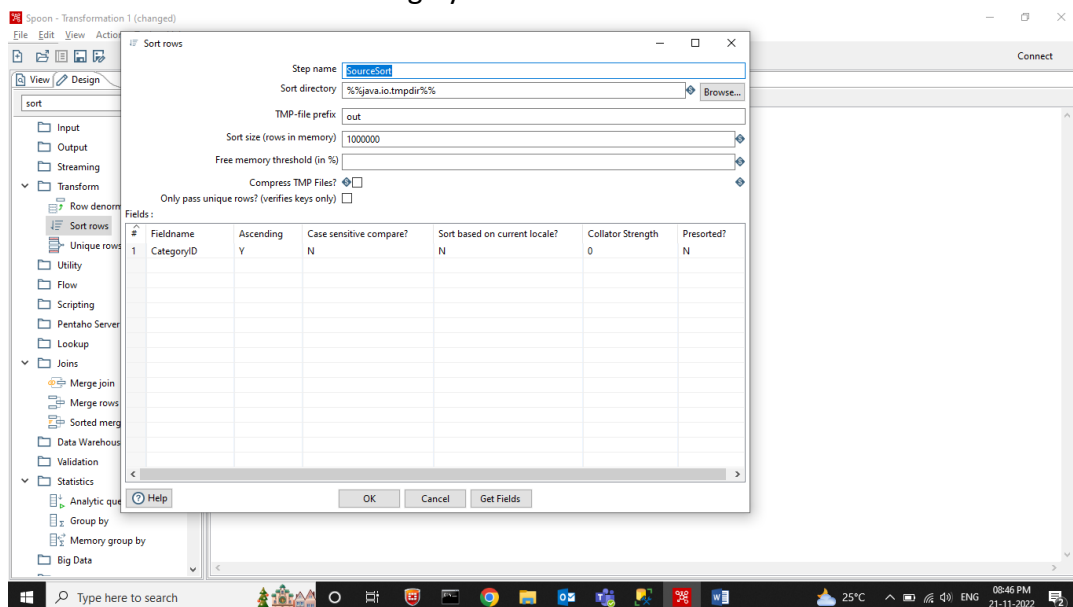 Spoon - Transformation 1 (changed)
File Edit View Action
Connect
View Design
sort
Input
Output
Streaming
Transform
Row denorm
Sort rows
Unique rows
Utility
Flow
Scripting
Pentaho Server
Lookup
Joins
Merge join
Merge rows
Sorted merg
Data Warehous
Validation
Statistics
Analytic que
Group by
Memory group by
Big Data
Sort rows
Step name SourceSort
Sort directory %%java.io.tmpdir%% Browse...
TMP-file prefix out
Sort size (rows in memory) 1000000
Free memory threshold (in %)
Compress TMP Files?
Only pass unique rows? (verifies keys only)
Fields :
# Fieldname Ascending Case sensitive compare? Sort based on current locale? Collator Strength Presorted?
1 CategoryID Y N N 0 N
Help OK Cancel Get Fields
Type here to search
25°C ENG 08:46 PM
21-11-2022